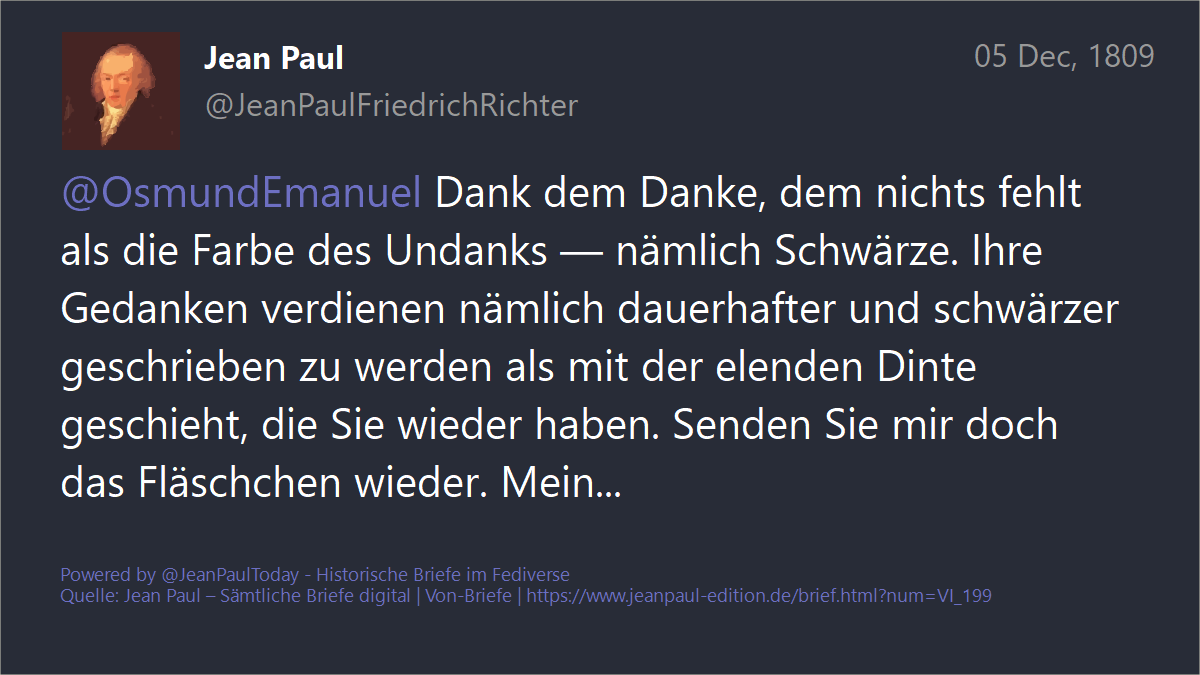 Jean Paul
05 Dec, 1809
@JeanPaulFriedrichRichter
@OsmundEmanuel Dank dem Danke, dem nichts fehlt
als die Farbe des Undanks — nämlich Schwärze. Ihre
Gedanken verdienen nämlich dauerhafter und schwärzer
geschrieben zu werden als mit der elenden Dinte
geschieht, die Sie wieder haben. Senden Sie mir doch
das Fläschchen wieder. Mein...
Powered by @JeanPaulToday - Historische Briefe im Fediverse
Quelle: Jean Paul – Sämtliche Briefe digital | Von-Briefe | https://www.jeanpaul-edition.de/brief.html?num=VI_199